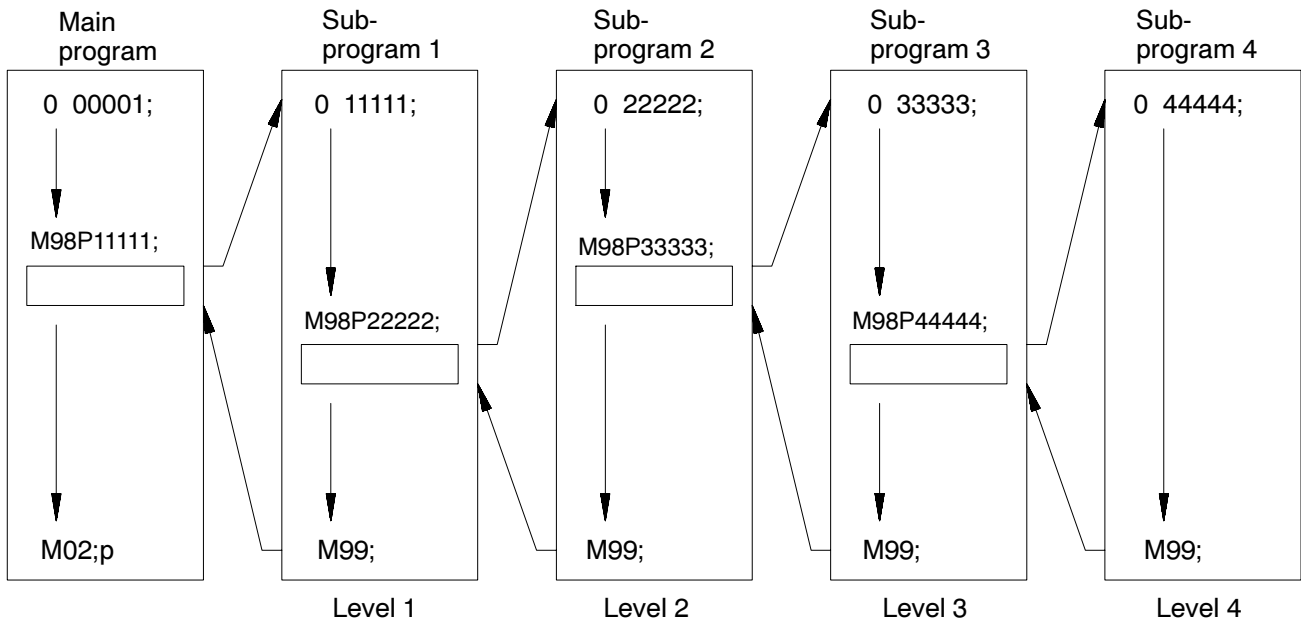 Main
program
Sub-
program 1
Sub-
program 2
Sub-
program 3
Sub-
program 4
0 00001;
M98P11111;
M02;p
0 11111;
M98P22222;
M99;
Level 1
0 22222;
M98P33333;
M99;
Level 2
0 33333;
M98P44444;
M99;
Level 3
0 44444;
M99;
Level 4